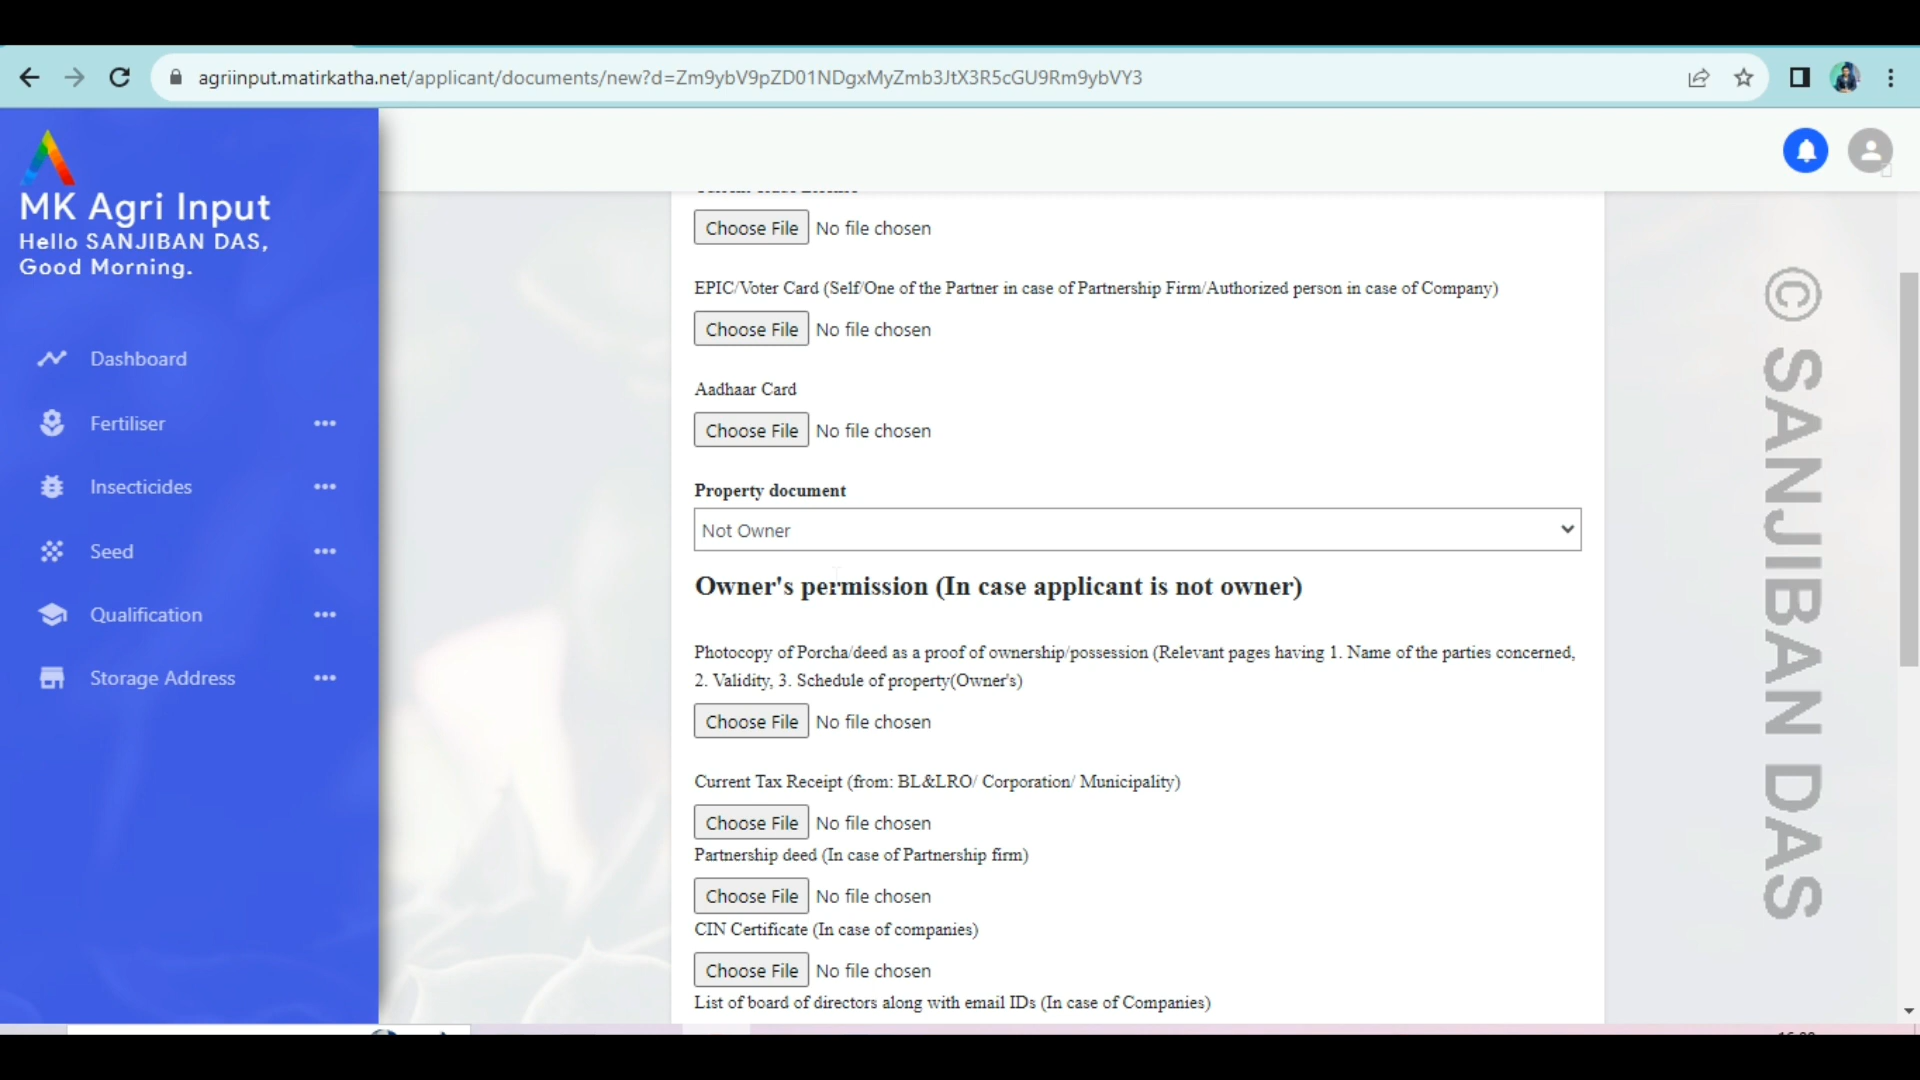 agriinput.matirkatha.net/applicant/documents/new?d=Zm9ybV9pZD01NDgxMyZmb3JtX3R5cGU9Rm9ybVY3
MK Agri Input
Hello SANJIBAN DAS,
Good Morning.
Dashboard
Fertiliser
Insecticides
Seed
Qualification
Storage Address
Choose File No file chosen
EPIC/Voter Card (Self/One of the Partner in case of Partnership Firm/Authorized person in case of Company)
Choose File No file chosen
Aadhaar Card
Choose File No file chosen
Property document
Not Owner
Owner's permission (In case applicant is not owner)
Photocopy of Porcha/deed as a proof of ownership/possession (Relevant pages having 1. Name of the parties concerned,
2. Validity, 3. Schedule of property(Owner's)
Choose File No file chosen
Current Tax Receipt (from: BL&LRO/ Corporation/ Municipality)
Choose File No file chosen
Partnership deed (In case of Partnership firm)
Choose File No file chosen
CIN Certificate (In case of companies)
Choose File No file chosen
List of board of directors along with email IDs (In case of Companies)
© SANJIBAN DAS